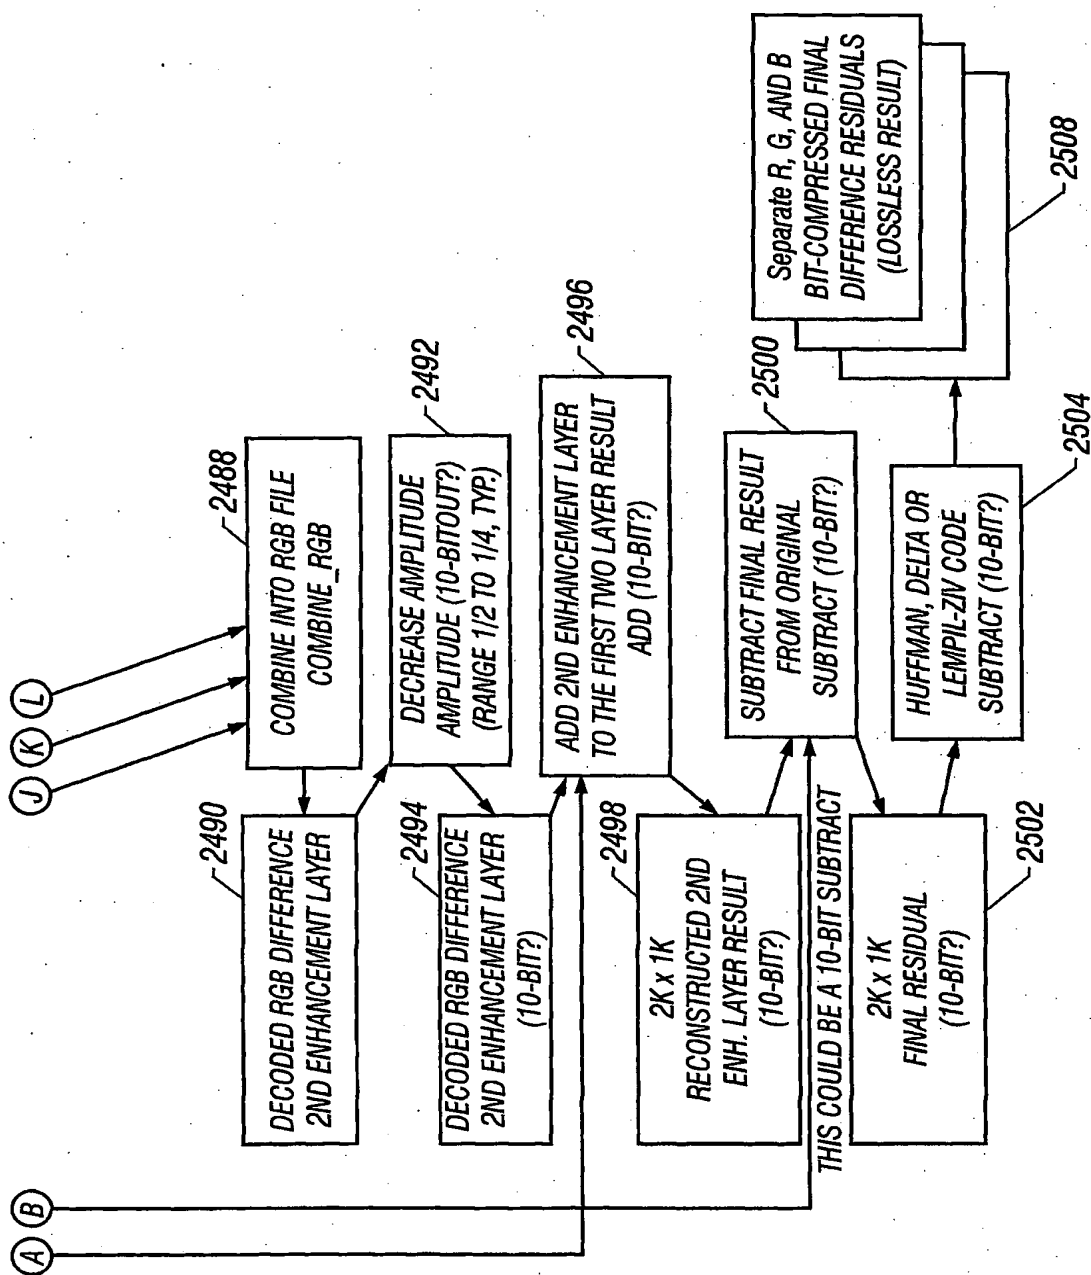 A
B
J
K
L
COMBINE INTO RGB FILE
COMBINE_RGB
2488
DECODED RGB DIFFERENCE
2ND ENHANCEMENT LAYER
2490
DECREASE AMPLITUDE
AMPLITUDE (10-BITOUT?)
(RANGE 1/2 TO 1/4, TYP.)
2492
DECODED RGB DIFFERENCE
2ND ENHANCEMENT LAYER
(10-BIT?)
2494
ADD 2ND ENHANCEMENT LAYER
TO THE FIRST TWO LAYER RESULT
ADD (10-BIT?)
2496
2K x 1K
RECONSTRUCTED 2ND
ENH. LAYER RESULT
(10-BIT?)
2498
SUBTRACT FINAL RESULT
FROM ORIGINAL
SUBTRACT (10-BIT?)
2500
THIS COULD BE A 10-BIT SUBTRACT
2K x 1K
FINAL RESIDUAL
(10-BIT?)
2502
HUFFMAN, DELTA OR
LEMPIL-ZIV CODE
SUBTRACT (10-BIT?)
2504
Separate R, G, AND B
BIT-COMPRESSED FINAL
DIFFERENCE RESIDUALS
(LOSSLESS RESULT)
2508